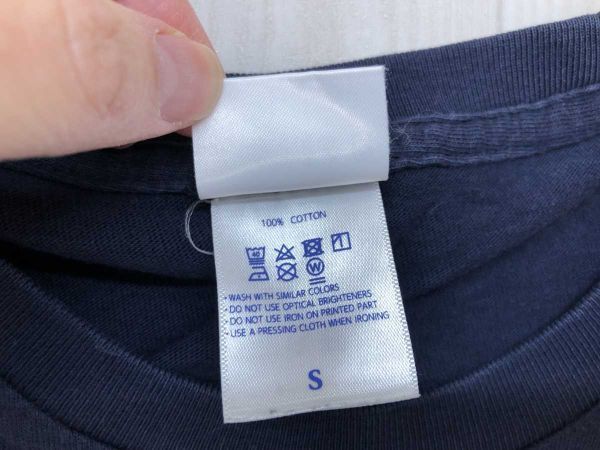 100% COTTON
40
W
・WASH WITH SIMILAR COLORS
・DO NOT USE OPTICAL BRIGHTENERS
・DO NOT USE IRON ON PRINTED PART
・USE A PRESSING CLOTH WHEN IRONING
S